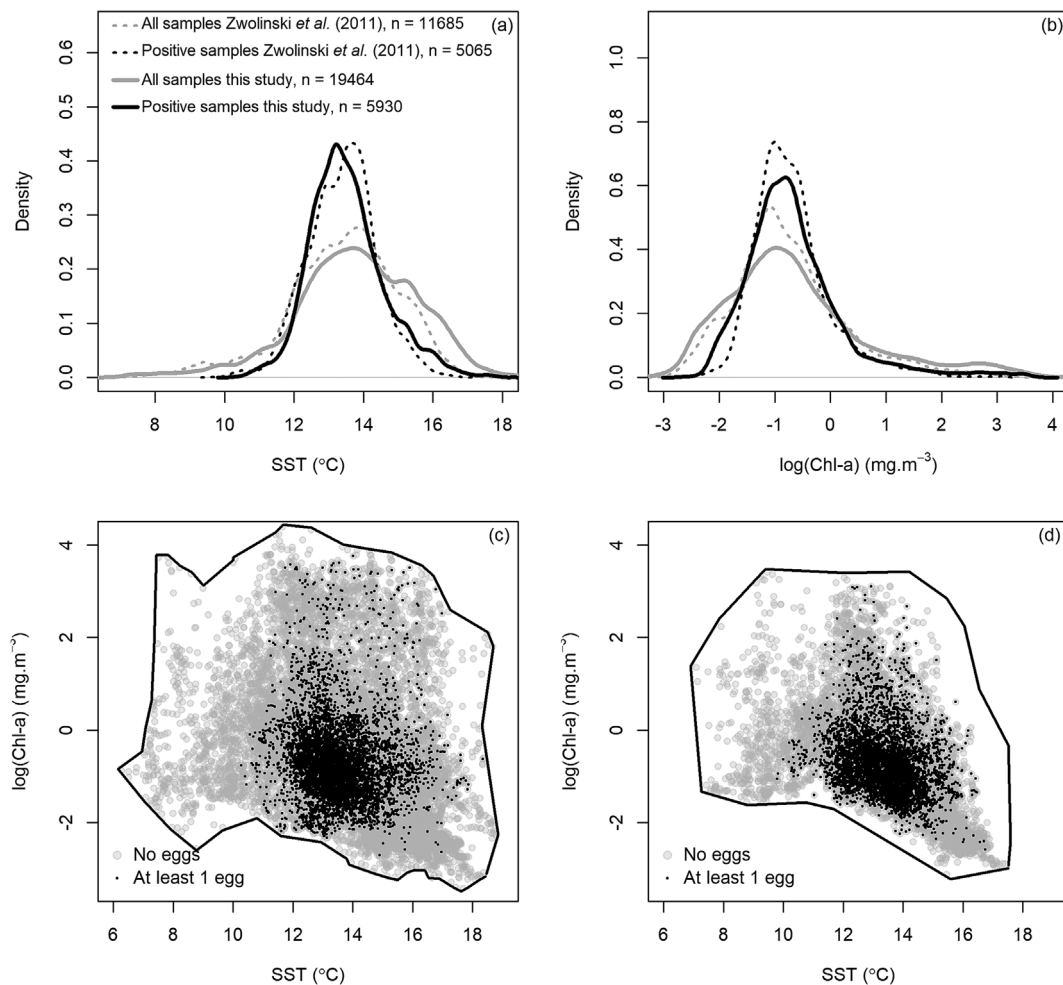 All samples Zwolinski et al. (2011), n = 11685
Positive samples Zwolinski et al. (2011), n = 5065
All samples this study, n = 19464
Positive samples this study, n = 5930
(a)
Density
0.0 0.1 0.2 0.3 0.4 0.5 0.6
8 10 12 14 16 18
SST (°C)
(b)
Density
0.0 0.2 0.4 0.6 0.8 1.0
-3 -2 -1 0 1 2 3 4
log(Chl-a) (mg.m⁻³)
(c)
log(Chl-a) (mg.m⁻³)
-2 0 2 4
No eggs
At least 1 egg
6 8 10 12 14 16 18
SST (°C)
(d)
log(Chl-a) (mg.m⁻³)
-2 0 2 4
No eggs
At least 1 egg
6 8 10 12 14 16 18
SST (°C)